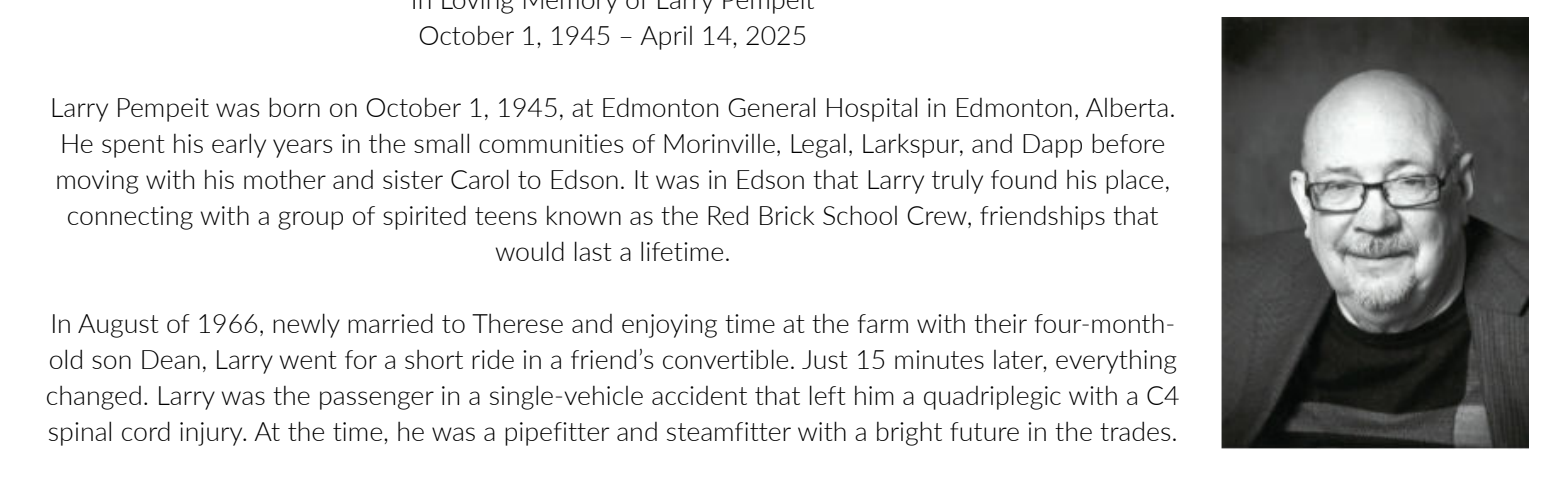 In Loving Memory of Larry Pempeit
October 1, 1945 – April 14, 2025
Larry Pempeit was born on October 1, 1945, at Edmonton General Hospital in Edmonton, Alberta.
He spent his early years in the small communities of Morinville, Legal, Larkspur, and Dapp before
moving with his mother and sister Carol to Edson. It was in Edson that Larry truly found his place,
connecting with a group of spirited teens known as the Red Brick School Crew, friendships that
would last a lifetime.
In August of 1966, newly married to Therese and enjoying time at the farm with their four-month-
old son Dean, Larry went for a short ride in a friend’s convertible. Just 15 minutes later, everything
changed. Larry was the passenger in a single-vehicle accident that left him a quadriplegic with a C4
spinal cord injury. At the time, he was a pipefitter and steamfitter with a bright future in the trades.